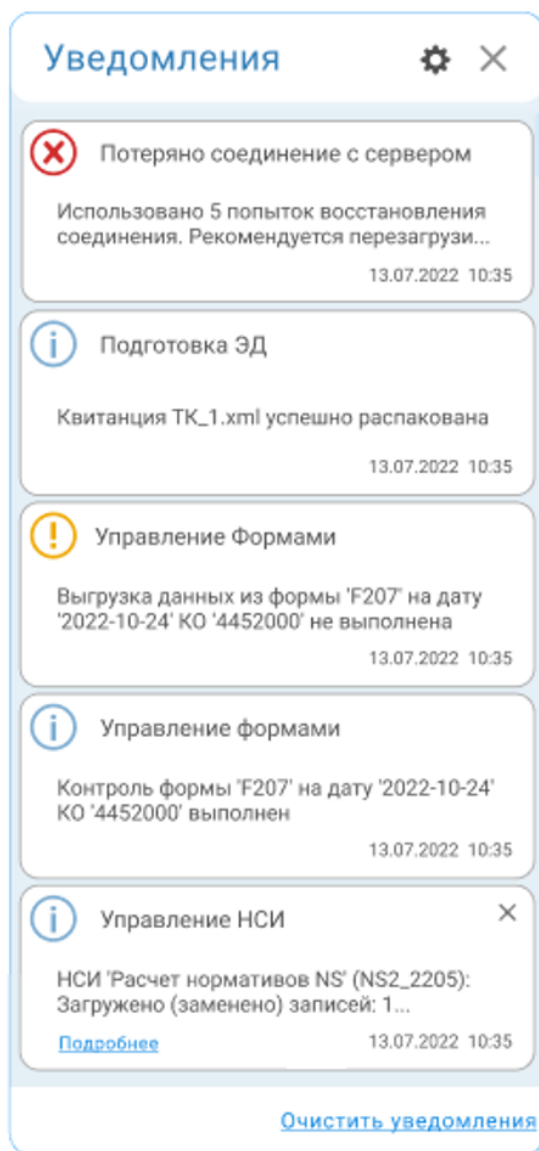 Уведомления
Потеряно соединение с сервером
Использовано 5 попыток восстановления
соединения. Рекомендуется перезагрузи...
13.07.2022 10:35
Подготовка ЭД
Квитанция ТК_1.xml успешно распакована
13.07.2022 10:35
Управление Формами
Выгрузка данных из формы 'F207' на дату
'2022-10-24' КО '4452000' не выполнена
13.07.2022 10:35
Управление формами
Контроль формы 'F207' на дату '2022-10-24'
КО '4452000' выполнен
13.07.2022 10:35
Управление НСИ
НСИ 'Расчет нормативов NS' (NS2_2205):
Загружено (заменено) записей: 1...
Подробнее 13.07.2022 10:35
Очистить уведомления